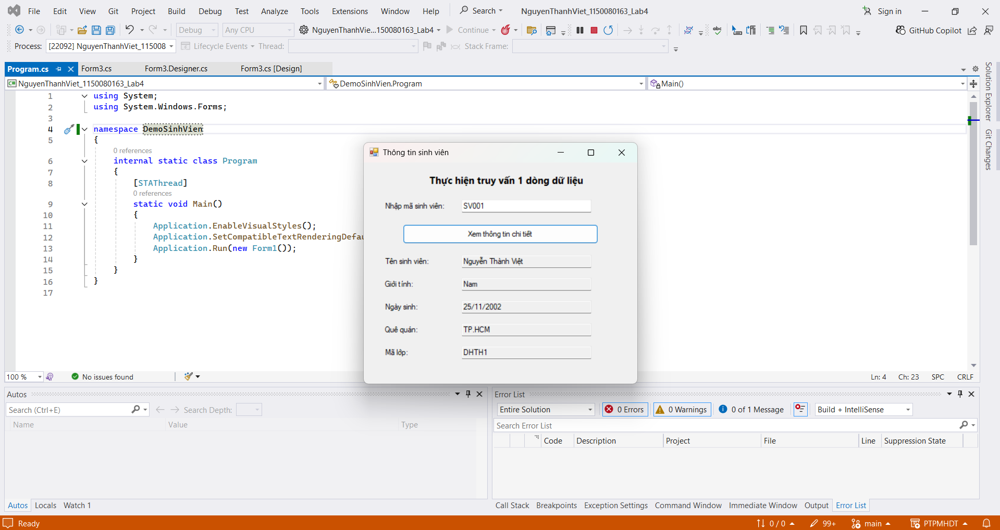 File Edit View Git Project Build Debug Test Analyze Tools Extensions Window Help Search NguyenThanhViet_1150080163_Lab4 Sign in
Debug Any CPU NguyenThanhVie...150080163_Lab4 Continue GitHub Copilot
Process: [22092] NguyenThanhViet_115008 Lifecycle Events Thread: Stack Frame:
Program.cs Form3.cs Form3.Designer.cs Form3.cs [Design]
NguyenThanhViet_1150080163_Lab4 DemoSinhVien.Program Main()
1 using System;
2 using System.Windows.Forms;
3
4 namespace DemoSinhVien
5 {
0 references
6 internal static class Program
7 {
8 [STAThread]
0 references
9 static void Main()
10 {
11 Application.EnableVisualStyles();
12 Application.SetCompatibleTextRenderingDefau
13 Application.Run(new Form1());
14 }
15 }
16 }
17
Thông tin sinh viên
Thực hiện truy vấn 1 dòng dữ liệu
Nhập mã sinh viên: SV001
Xem thông tin chi tiết
Tên sinh viên: Nguyễn Thành Việt
Giới tính: Nam
Ngày sinh: 25/11/2002
Quê quán: TP.HCM
Mã lớp: DHTH1
100 % No issues found Ln: 4 Ch: 23 SPC CRLF
Autos
Search (Ctrl+E) Search Depth:
Name Value Type
Autos Locals Watch 1
Error List
Entire Solution 0 Errors 0 Warnings 0 of 1 Message Build + IntelliSense
Search Error List
Code Description Project File Line Suppression State
Call Stack Breakpoints Exception Settings Command Window Immediate Window Output Error List
Ready 0 / 0 99+ main PTPMHDT
Solution Explorer
Git Changes